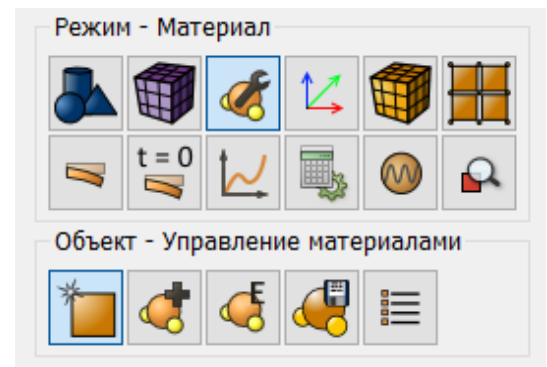 Режим - Материал
t = 0
Объект - Управление материалами
E